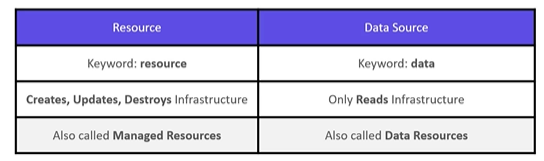 Resource
Data Source
Keyword: resource
Keyword: data
Creates, Updates, Destroys Infrastructure
Only Reads Infrastructure
Also called Managed Resources
Also called Data Resources